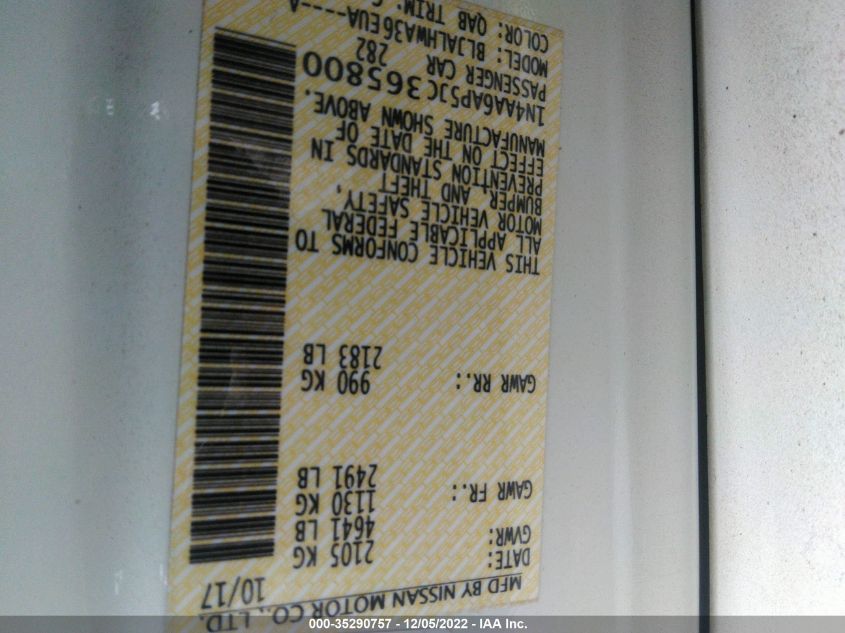 MFD BY NISSAN MOTOR CO., LTD.
DATE: 10/17
GVWR: 2105 KG
4641 LB
GAWR FR.: 1130 KG
2491 LB
GAWR RR.: 990 KG
2183 LB
THIS VEHICLE CONFORMS TO
ALL APPLICABLE FEDERAL
MOTOR VEHICLE SAFETY,
BUMPER AND THEFT
PREVENTION STANDARDS IN
EFFECT ON THE DATE OF
MANUFACTURE SHOWN ABOVE.
1N4AA6AP5JC365800
PASSENGER CAR 282
MODEL: BLJALHWA36EUA----A
COLOR: QAB TRIM:
000-35290757 - 12/05/2022 - IAA Inc.